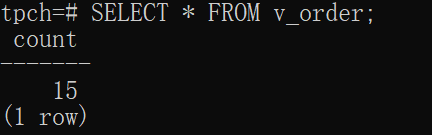 tpch=# SELECT * FROM v_order;
count
-------
15
(1 row)